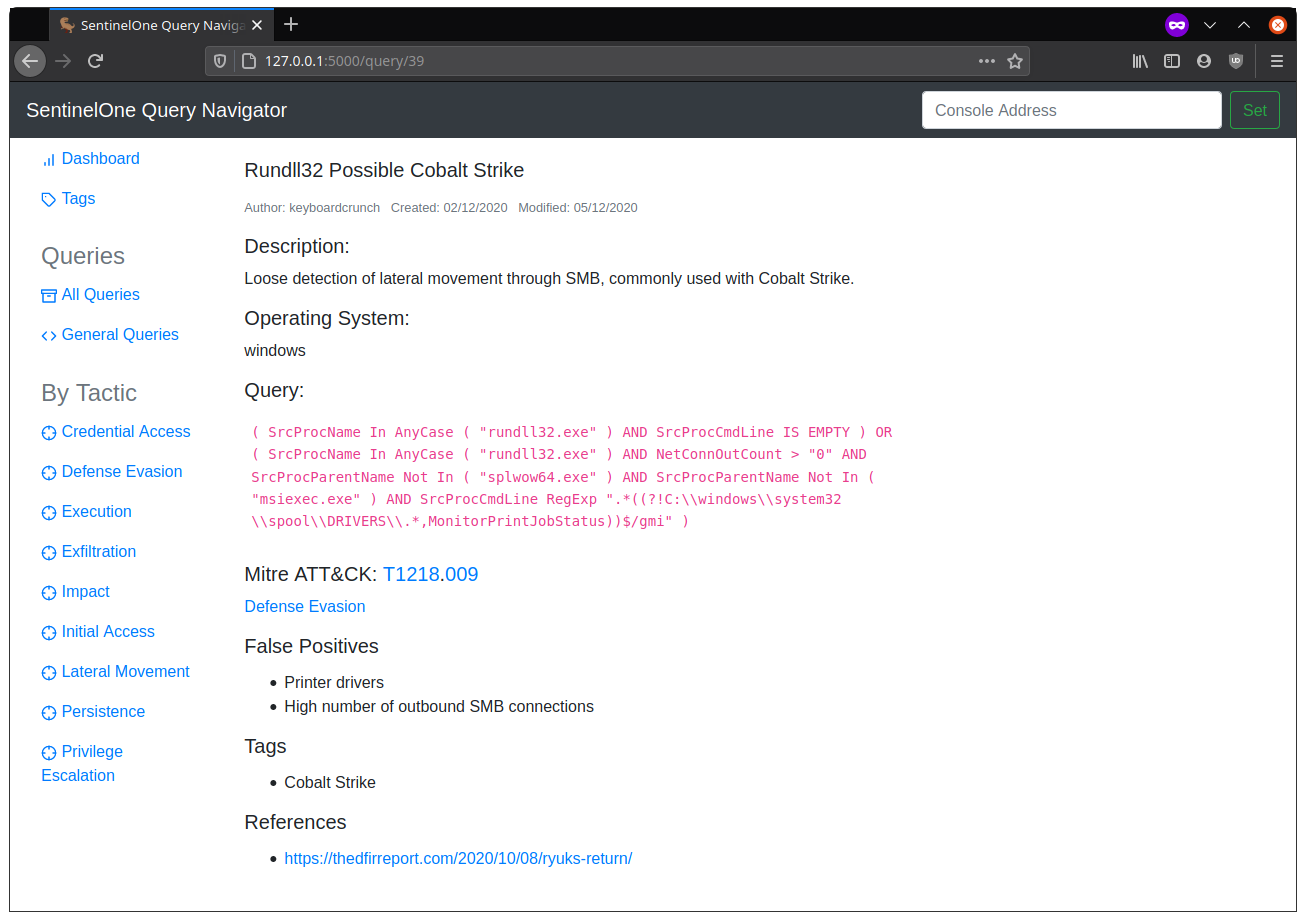 SentinelOne Query Naviga
127.0.0.1:5000/query/39
SentinelOne Query Navigator
Console Address
Set
Dashboard
Tags
Queries
All Queries
General Queries
By Tactic
Credential Access
Defense Evasion
Execution
Exfiltration
Impact
Initial Access
Lateral Movement
Persistence
Privilege
Escalation
Rundll32 Possible Cobalt Strike
Author: keyboardcrunch Created: 02/12/2020 Modified: 05/12/2020
Description:
Loose detection of lateral movement through SMB, commonly used with Cobalt Strike.
Operating System:
windows
Query:
( SrcProcName In AnyCase ( "rundll32.exe" ) AND SrcProcCmdLine IS EMPTY ) OR
( SrcProcName In AnyCase ( "rundll32.exe" ) AND NetConnOutCount > "0" AND
SrcProcParentName Not In ( "splwow64.exe" ) AND SrcProcParentName Not In (
"msiexec.exe" ) AND SrcProcCmdLine RegExp ".*((?!C:\\windows\\system32
\\spool\\DRIVERS\\.*,MonitorPrintJobStatus))$/gmi" )
Mitre ATT&CK: T1218.009
Defense Evasion
False Positives
Printer drivers
High number of outbound SMB connections
Tags
Cobalt Strike
References
https://thedfirreport.com/2020/10/08/ryuks-return/